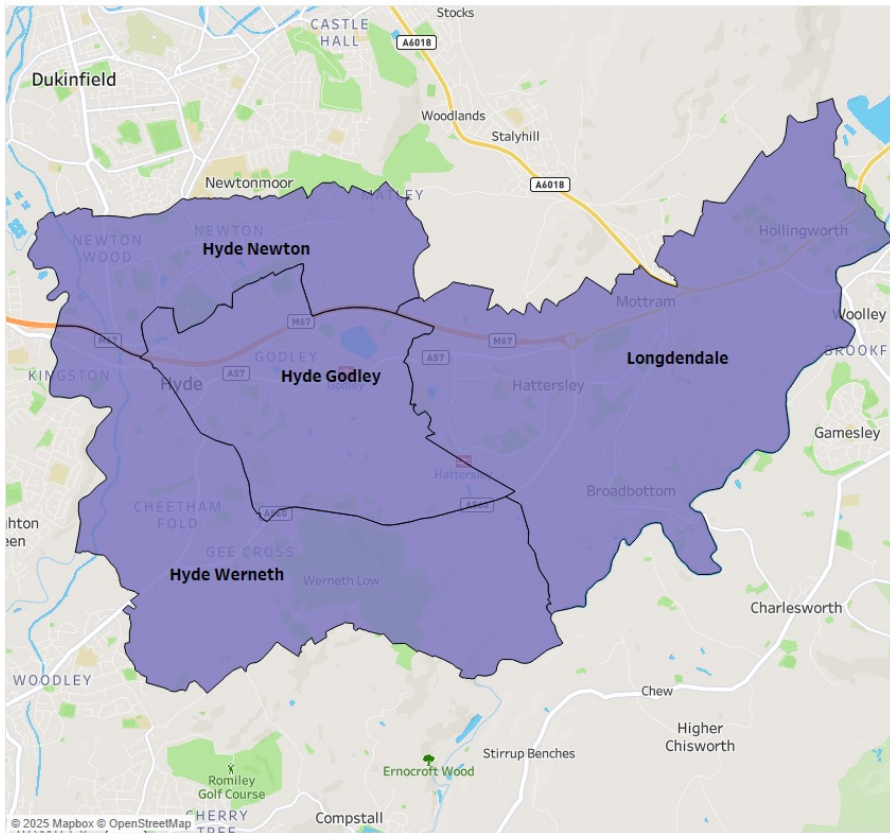 Stocks
CASTLE
HALL
A6018
Dukinfield
Woodlands
Stalyhill
Newtonmoor
A6018
MATLEY
NEWTON
WOOD
NEWTON
Hyde Newton
Hollingworth
Mottram
Woolley
M67
M67
M67
BROOKF
KINGSTON
GODLEY
A57
Longdendale
Hyde
A57
Hyde Godley
Godley
Hattersley
Gamesley
Hattersley
Broadbottom
A560
CHEETHAM
FOLD
A560
ghton
een
GEE CROSS
Hyde Werneth
Werneth Low
Charlesworth
WOODLEY
Chew
Higher
Chisworth
Stirrup Benches
Ernocroft Wood
Romiley
Golf Course
CHERRY
TREE
Compstall
© 2025 Mapbox © OpenStreetMap